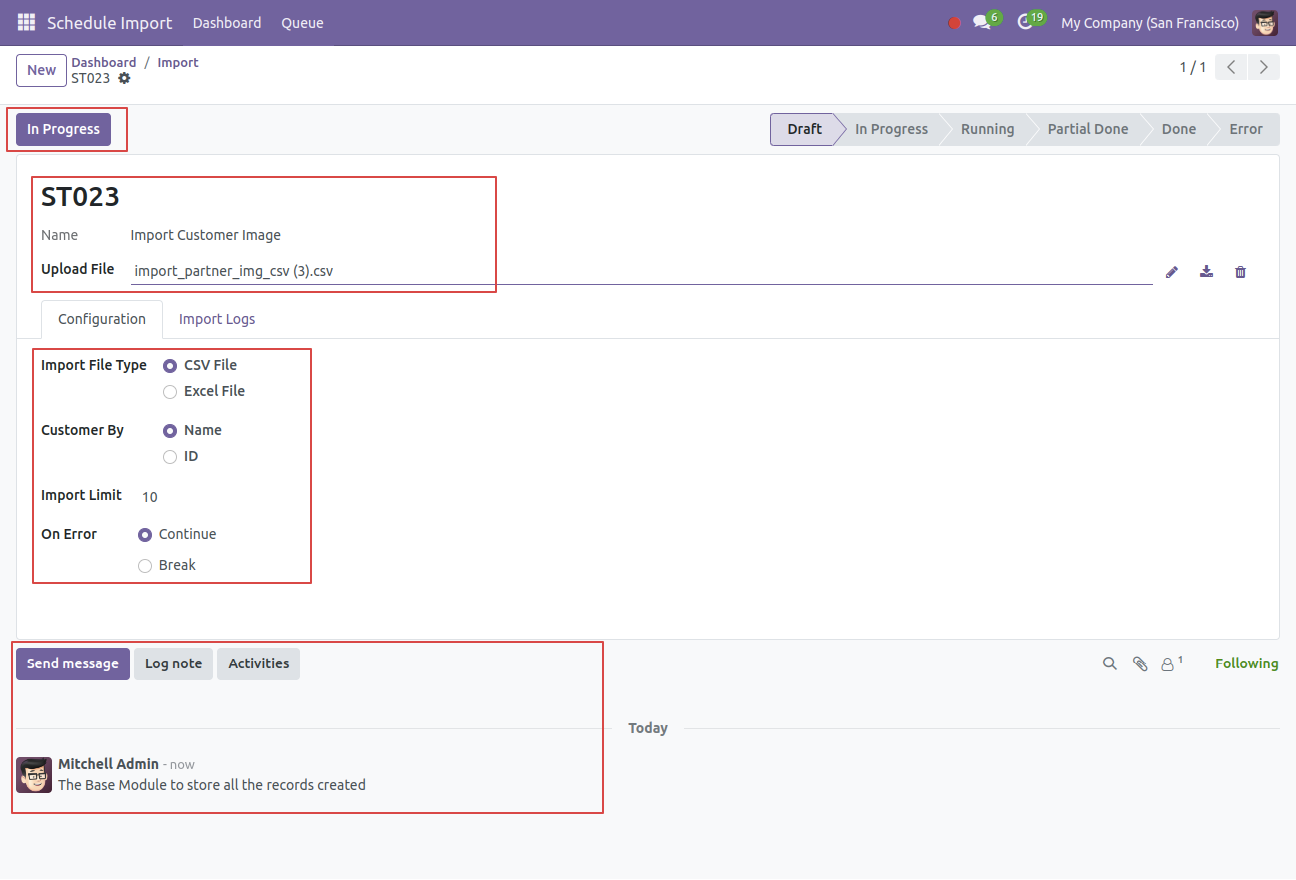 Schedule Import Dashboard Queue 6 19 My Company (San Francisco)
New Dashboard / Import
ST023
1 / 1
In Progress Draft In Progress Running Partial Done Done Error
ST023
Name Import Customer Image
Upload File import_partner_img_csv (3).csv
Configuration Import Logs
Import File Type CSV File
Excel File
Customer By Name
ID
Import Limit 10
On Error Continue
Break
Send message Log note Activities 1 Following
Today
Mitchell Admin - now
The Base Module to store all the records created